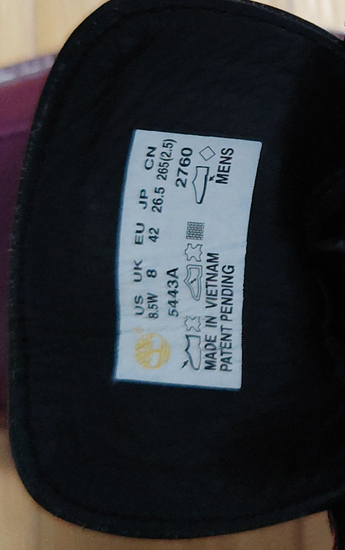 US UK EU JP CN
8.5W 8 42 26.5 265(2.5)
5443A 2760
MENS
MADE IN VIETNAM
PATENT PENDING